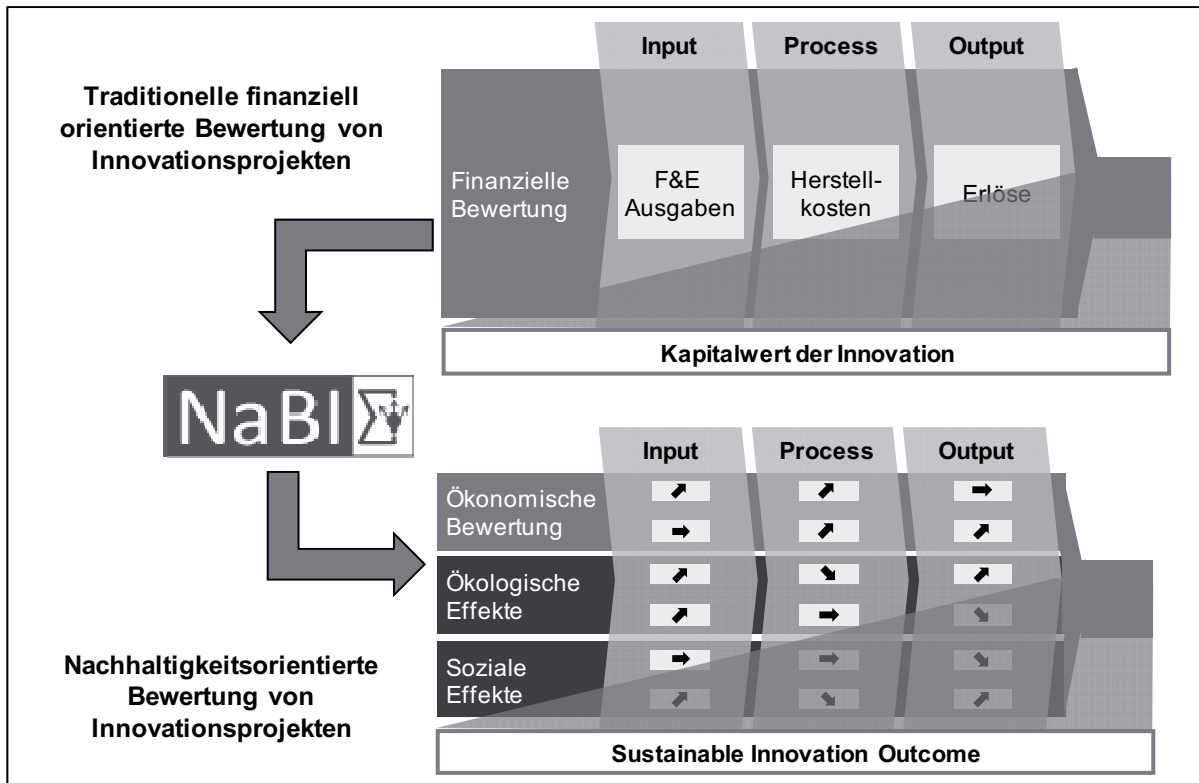 Traditionelle finanziell
orientierte Bewertung von
Innovationsprojekten
Input
Process
Output
Finanzielle
Bewertung
F&E
Ausgaben
Herstell-
kosten
Erlöse
Kapitalwert der Innovation
NaBI
Input
Process
Output
Ökonomische
Bewertung
Ökologische
Effekte
Soziale
Effekte
Nachhaltigkeitsorientierte
Bewertung von
Innovationsprojekten
Sustainable Innovation Outcome